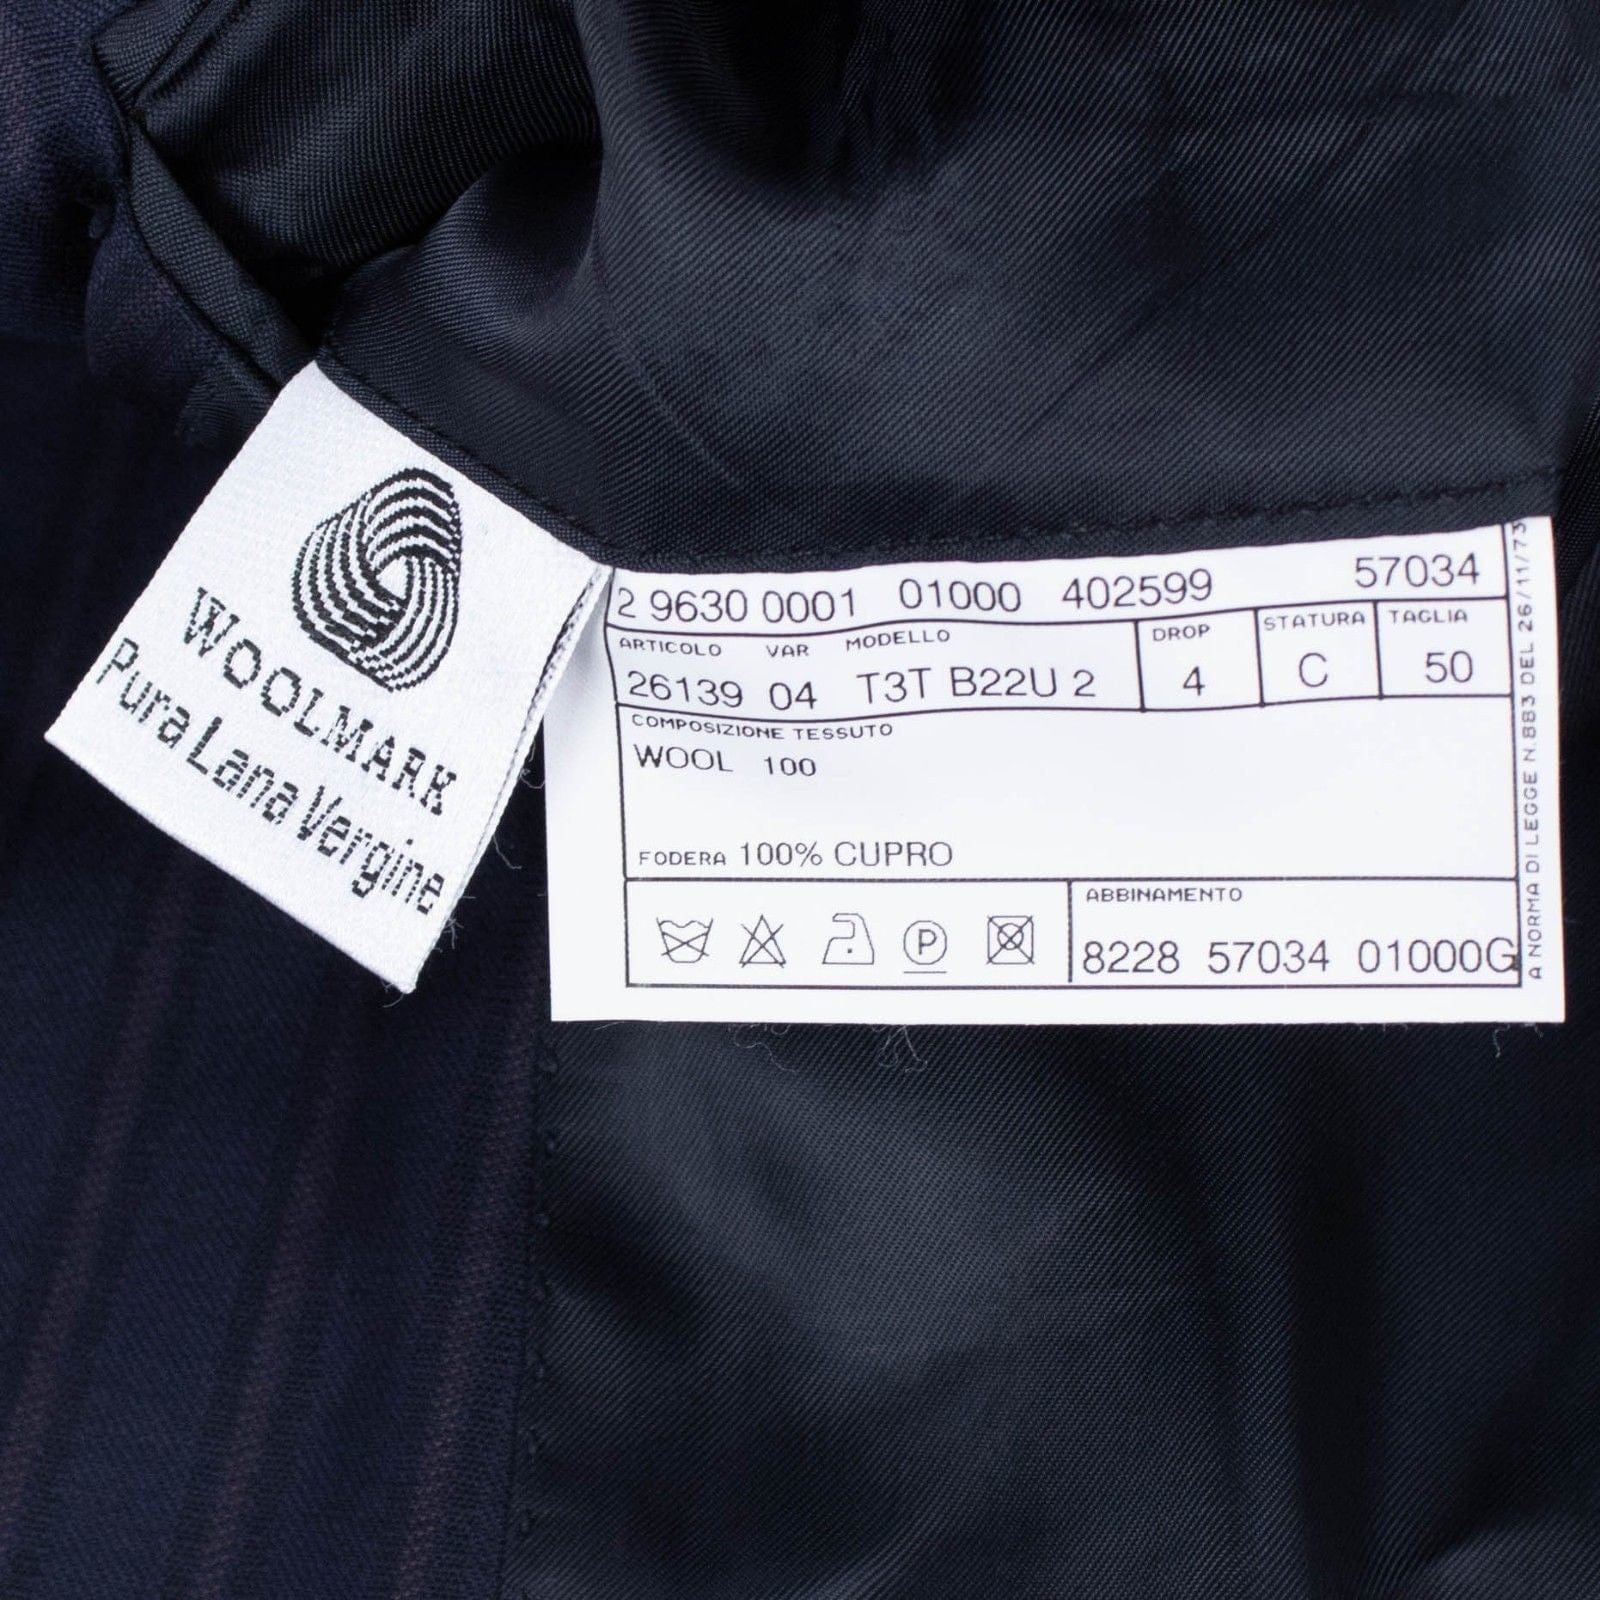 WOOLMARK
Pura Lana Vergine
2 9630 0001 01000 402599 57034
ARTICOLO VAR MODELLO DROP STATURA TAGLIA
26139 04 T3T B22U 2 4 C 50
COMPOSIZIONE TESSUTO
WOOL 100
FODERA 100% CUPRO
P
ABBINAMENTO
8228 57034 01000G
A NORMA DI LEGGE N.883 DEL 26/11/73